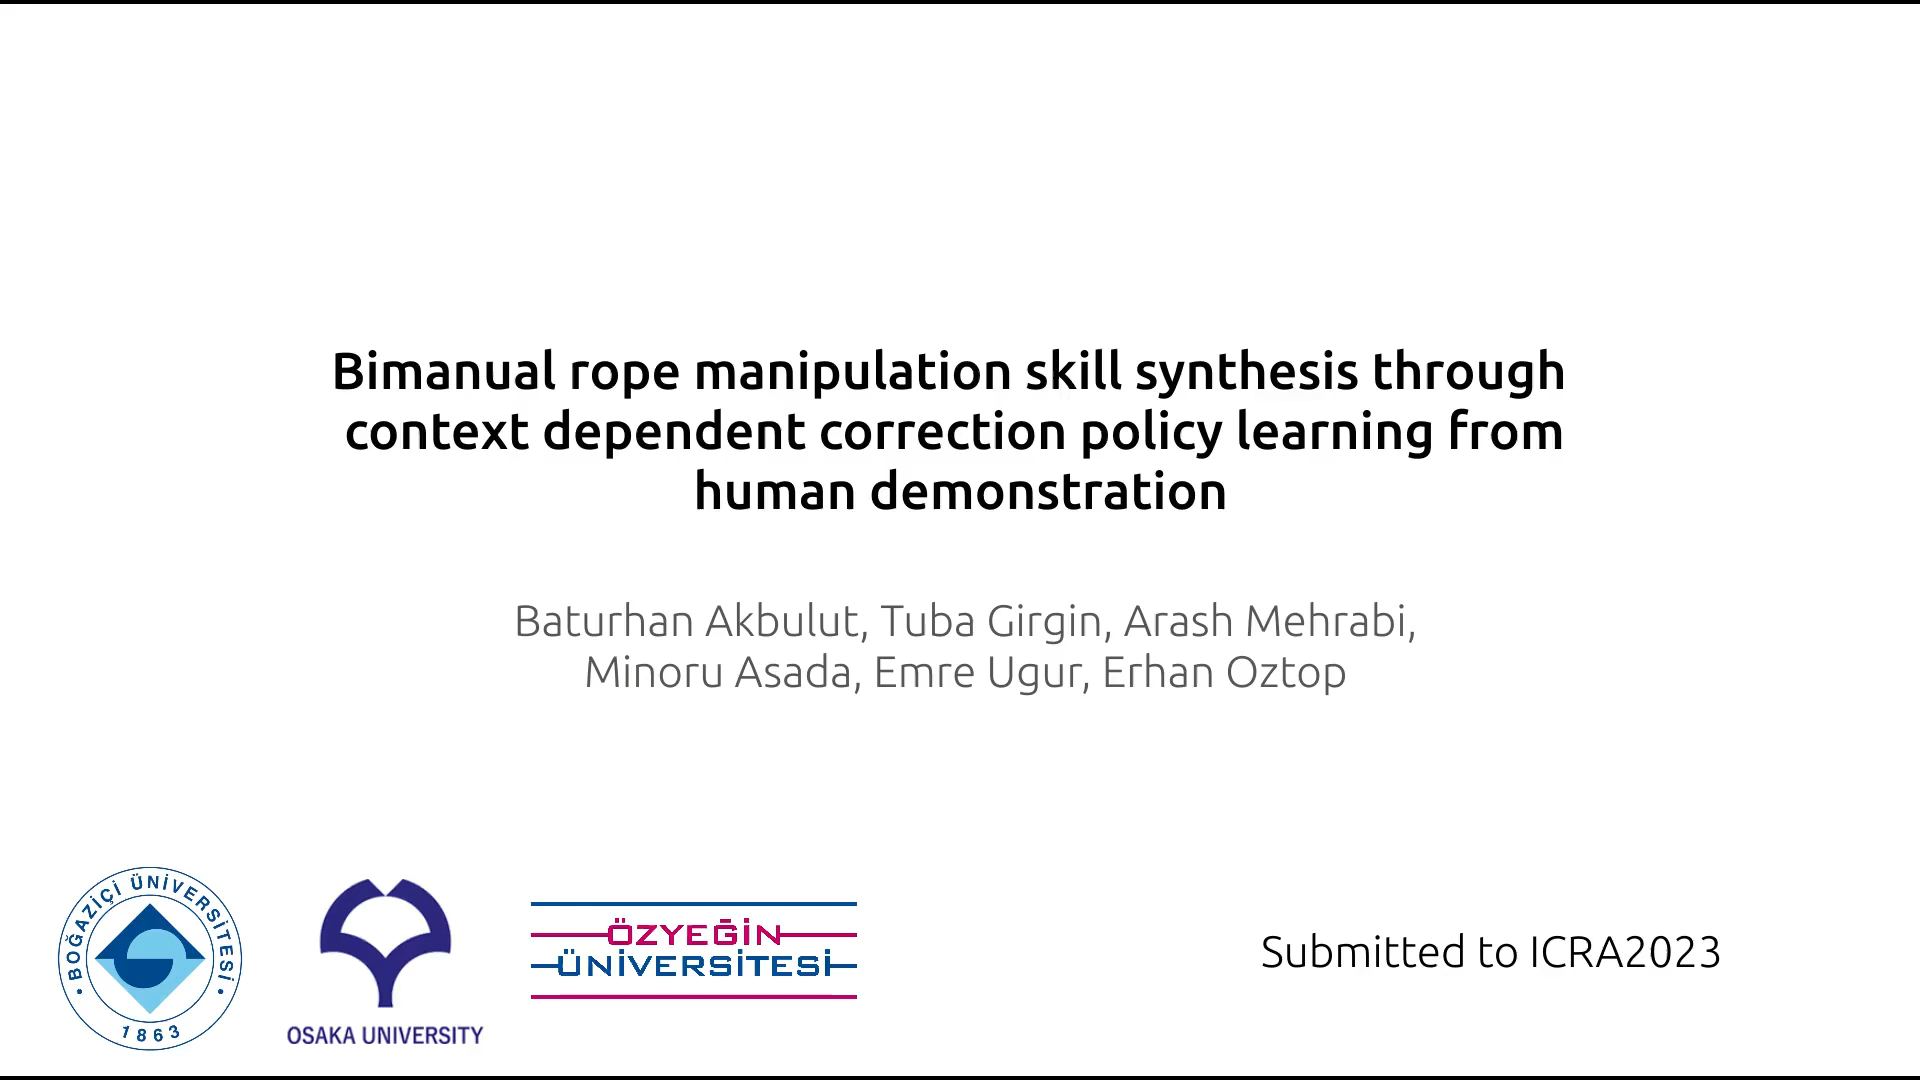 Bimanual rope manipulation skill synthesis through
context dependent correction policy learning from
human demonstration
Baturhan Akbulut, Tuba Girgin, Arash Mehrabi,
Minoru Asada, Emre Ugur, Erhan Oztop
BOĞAZİÇİ ÜNİVERSİTESİ
1863
OSAKA UNIVERSITY
ÖZYEĞİN
ÜNİVERSİTESİ
Submitted to ICRA2023